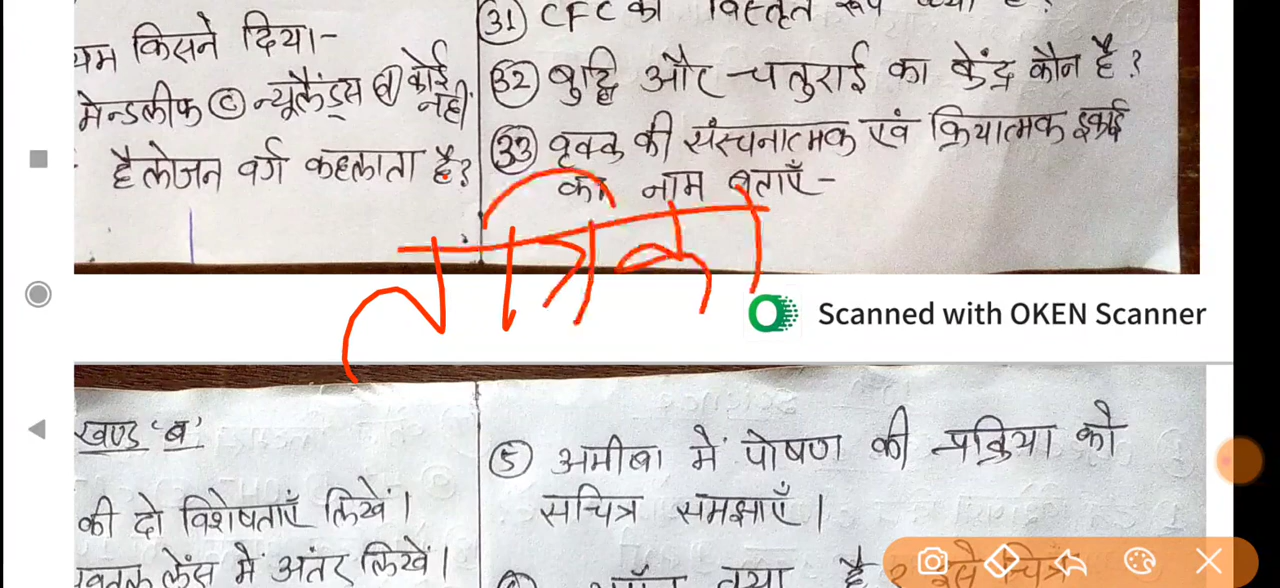 यम किसने दिया-
मेन्डलीफ Ⓒ न्यूलैंड्स ⓓ कोई नहीं
हैलोजन वर्ग कहलाता है?
(31) CFC का विस्तृत रूप क्या है?
(32) बुद्धि और चतुराई का केंद्र कौन है?
(33) वृक्क की संरचनात्मक एवं क्रियात्मक इकाई
का नाम बताएँ-
Scanned with OKEN Scanner
खण्ड 'ब'
की दो विशेषताएँ लिखें।
लेंस में अंतर लिखें।
(5) अमीबा में पोषण की प्रक्रिया को
सचित्र समझाएँ।